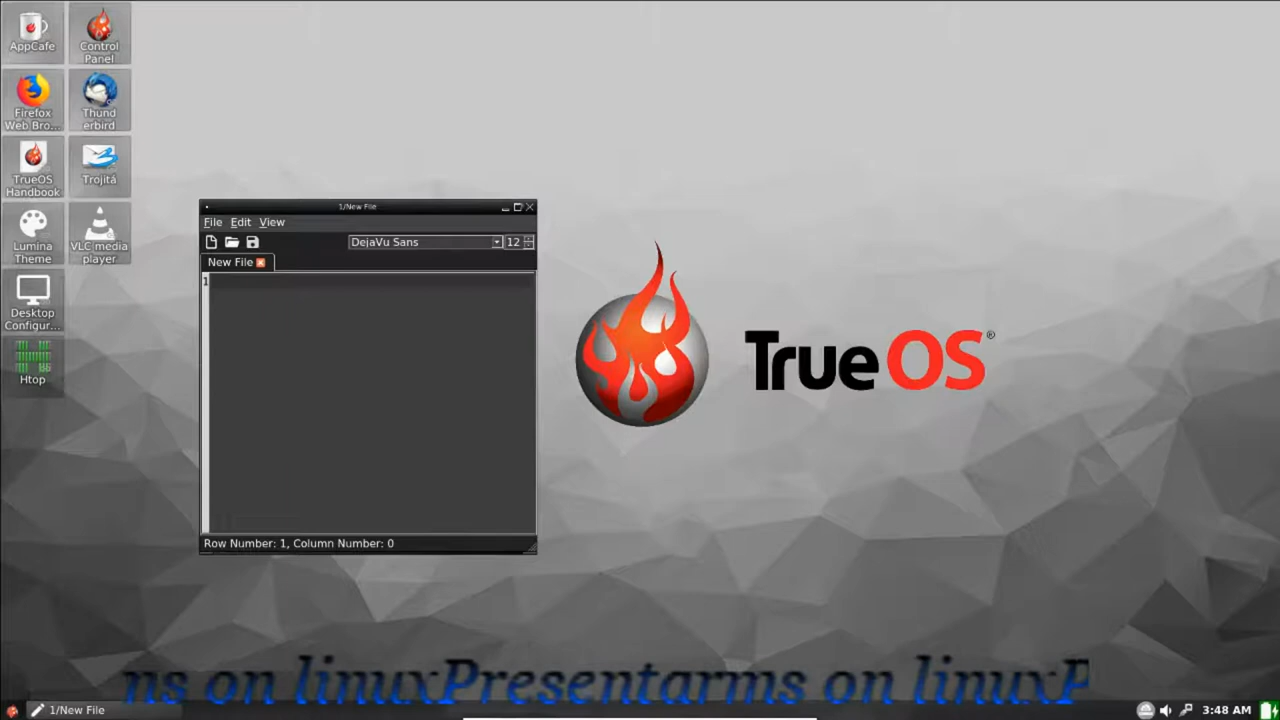 AppCafe
Control
Panel
Firefox
Web Bro...
Thund
erbird
TrueOS
Handbook
Trojitá
Lumina
Theme
VLC media
player
Desktop
Configur...
Htop
1/New File
File Edit View
DejaVu Sans 12
New File
1
Row Number: 1, Column Number: 0
TrueOS®
ns on linuxPresentarms on linuxP
1/New File
3:48 AM